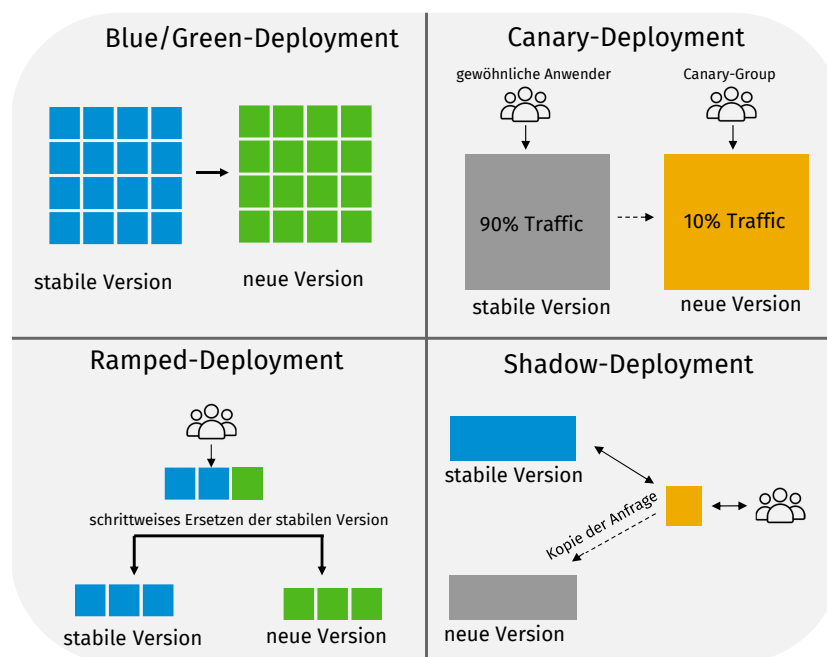 Blue/Green-Deployment
stabile Version
neue Version
Canary-Deployment
gewöhnliche Anwender
Canary-Group
90% Traffic
10% Traffic
stabile Version
neue Version
Ramped-Deployment
schrittweises Ersetzen der stabilen Version
stabile Version
neue Version
Shadow-Deployment
stabile Version
Kopie der Anfrage
neue Version